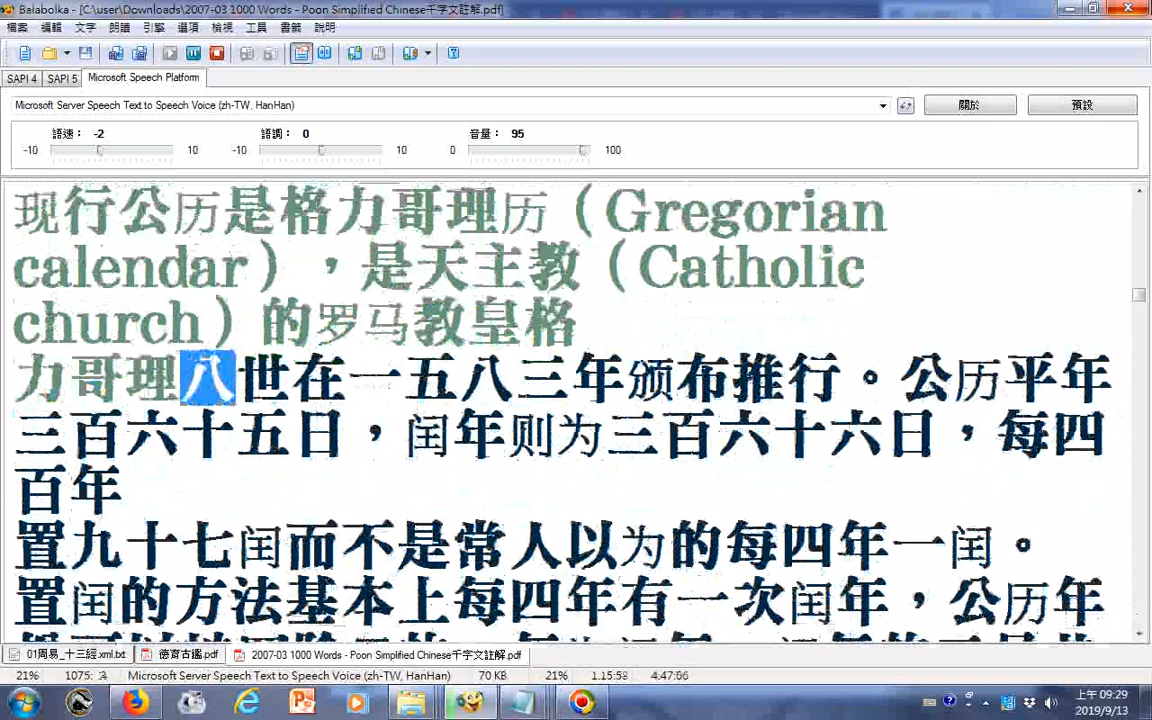 Balabolka - [C:\user\Downloads\2007-03 1000 Words - Poon Simplified Chinese千字文註解.pdf]
檔案 編輯 文字 朗讀 引擎 選項 檢視 工具 書籤 說明
SAPI 4 SAPI 5 Microsoft Speech Platform
Microsoft Server Speech Text to Speech Voice (zh-TW, HanHan) 關於 預設
語速： -2 語調： 0 音量： 95
-10 10 -10 10 0 100
现行公历是格力哥理历（Gregorian
calendar），是天主教（Catholic
church）的罗马教皇格
力哥理八世在一五八三年颁布推行。公历平年
三百六十五日，闰年则为三百六十六日，每四
百年
置九十七闰而不是常人以为的每四年一闰。
置闰的方法基本上每四年有一次闰年，公历年
01周易_十三經.xml.txt 德育古鑑.pdf 2007-03 1000 Words - Poon Simplified Chinese千字文註解.pdf
21% 1075: Microsoft Server Speech Text to Speech Voice (zh-TW, HanHan) 70 KB 21% 1:15:58 4:47:06
上午 09:29
2019/9/13